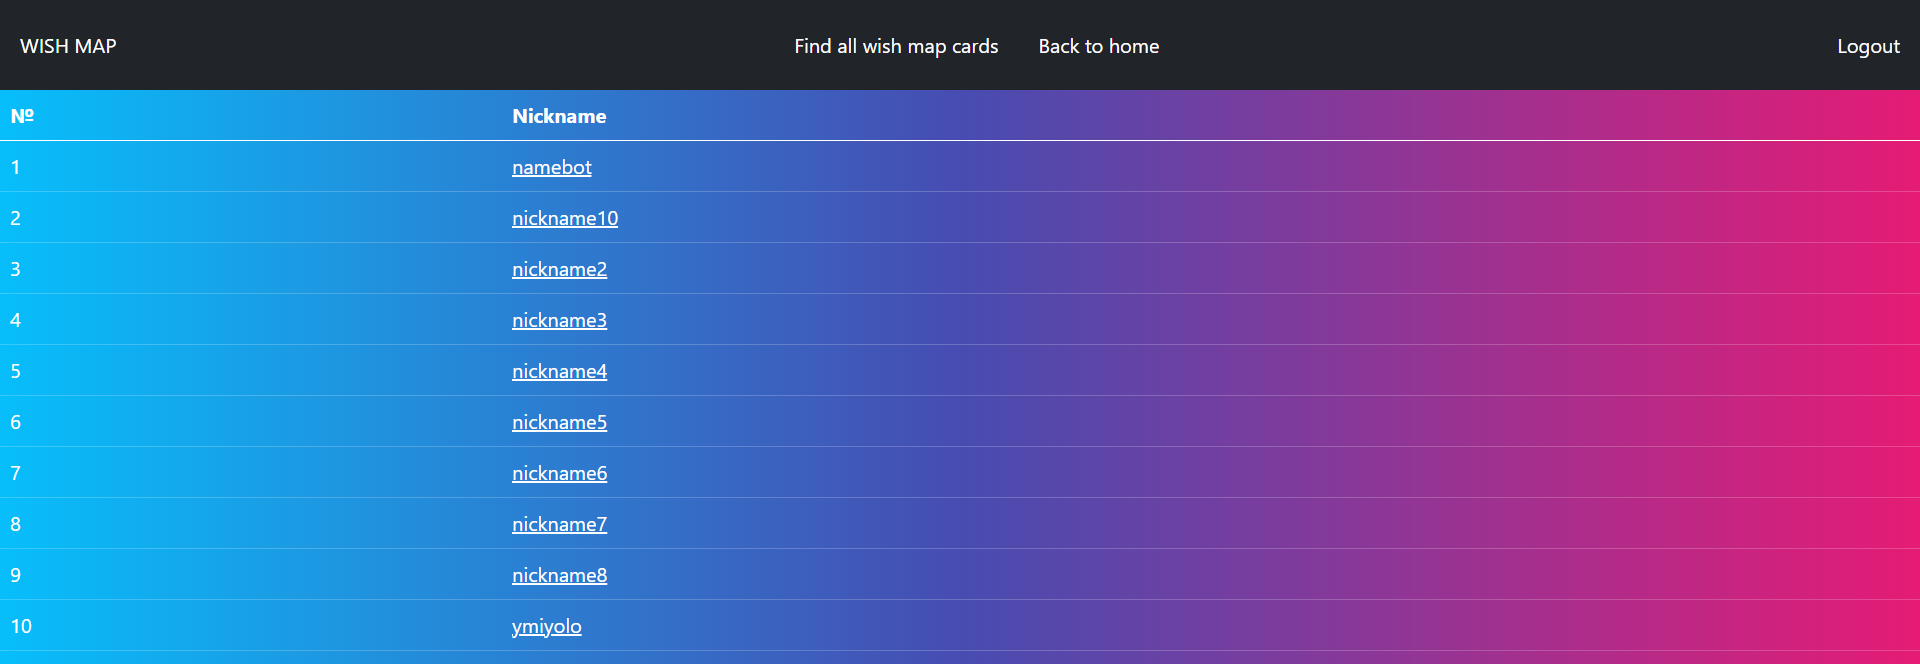 WISH MAP Find all wish map cards Back to home Logout
№ Nickname
1 namebot
2 nickname10
3 nickname2
4 nickname3
5 nickname4
6 nickname5
7 nickname6
8 nickname7
9 nickname8
10 ymiyolo